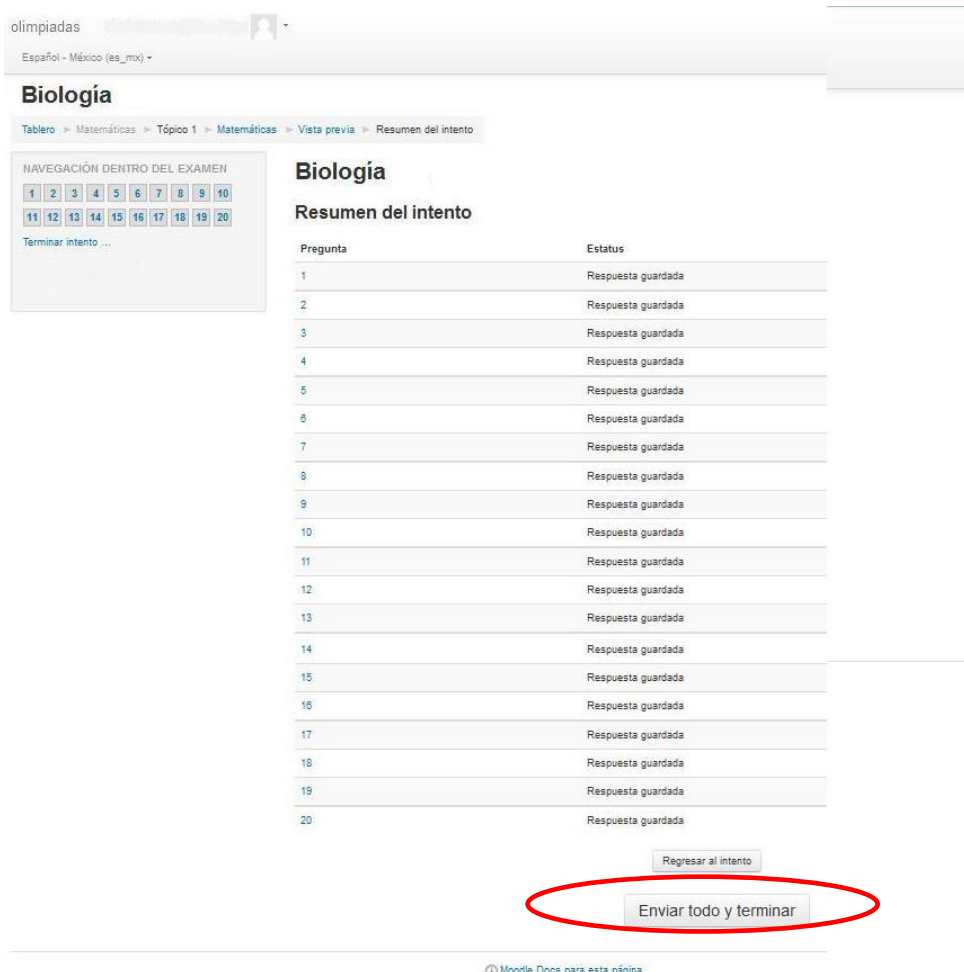 olimpiadas
Español - México (es_mx)
Biología
Tablero Matemáticas Tópico 1 Matemáticas Vista previa Resumen del intento
NAVEGACIÓN DENTRO DEL EXAMEN
1 2 3 4 5 6 7 8 9 10
11 12 13 14 15 16 17 18 19 20
Terminar intento ...
Biología
Resumen del intento
Pregunta Estatus
1 Respuesta guardada
2 Respuesta guardada
3 Respuesta guardada
4 Respuesta guardada
5 Respuesta guardada
6 Respuesta guardada
7 Respuesta guardada
8 Respuesta guardada
9 Respuesta guardada
10 Respuesta guardada
11 Respuesta guardada
12 Respuesta guardada
13 Respuesta guardada
14 Respuesta guardada
15 Respuesta guardada
16 Respuesta guardada
17 Respuesta guardada
18 Respuesta guardada
19 Respuesta guardada
20 Respuesta guardada
Regresar al intento
Enviar todo y terminar
Moodle Docs para esta página